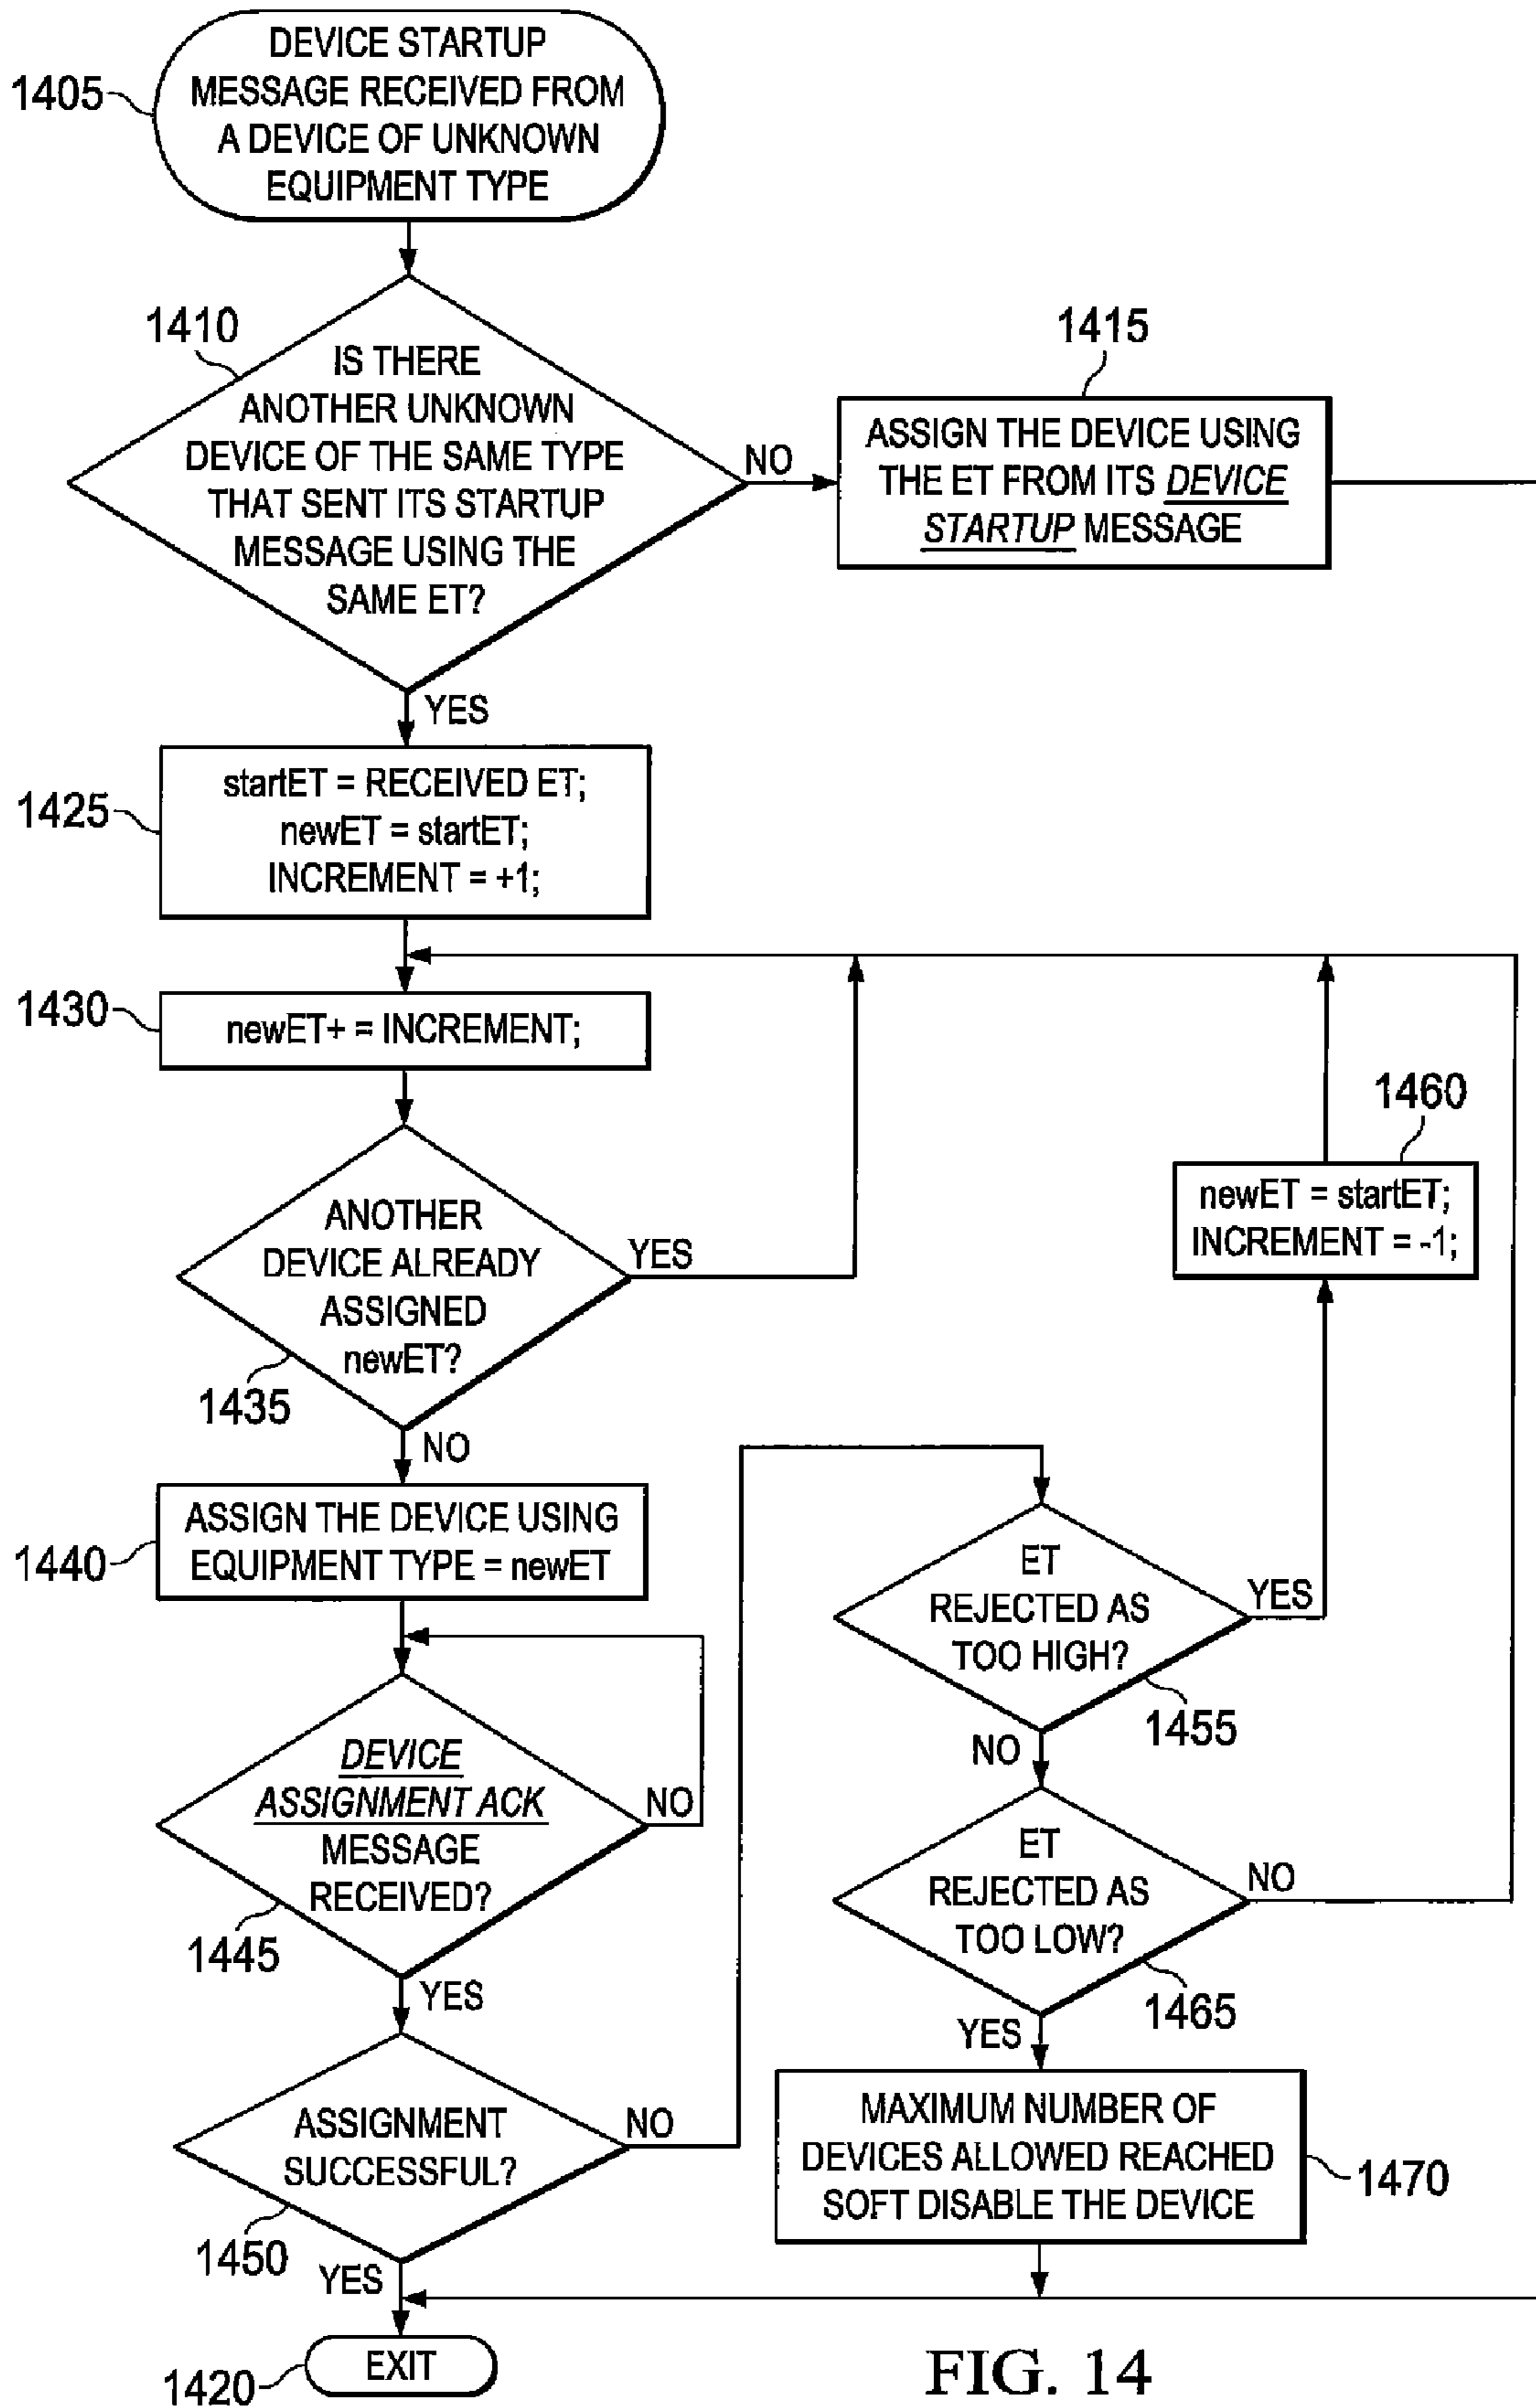 1405
DEVICE STARTUP
MESSAGE RECEIVED FROM
A DEVICE OF UNKNOWN
EQUIPMENT TYPE
1410
IS THERE
ANOTHER UNKNOWN
DEVICE OF THE SAME TYPE
THAT SENT ITS STARTUP
MESSAGE USING THE
SAME ET?
NO
1415
ASSIGN THE DEVICE USING
THE ET FROM ITS DEVICE
STARTUP MESSAGE
YES
1425
startET = RECEIVED ET;
newET = startET;
INCREMENT = +1;
1430
newET+ = INCREMENT;
1435
ANOTHER
DEVICE ALREADY
ASSIGNED
newET?
YES
NO
1460
newET = startET;
INCREMENT = -1;
1440
ASSIGN THE DEVICE USING
EQUIPMENT TYPE = newET
1445
DEVICE
ASSIGNMENT ACK
MESSAGE
RECEIVED?
NO
YES
1450
ASSIGNMENT
SUCCESSFUL?
NO
YES
ET
REJECTED AS
TOO HIGH?
YES
1455
NO
ET
REJECTED AS
TOO LOW?
NO
1465
YES
MAXIMUM NUMBER OF
DEVICES ALLOWED REACHED
SOFT DISABLE THE DEVICE
1470
1420
EXIT
FIG. 14